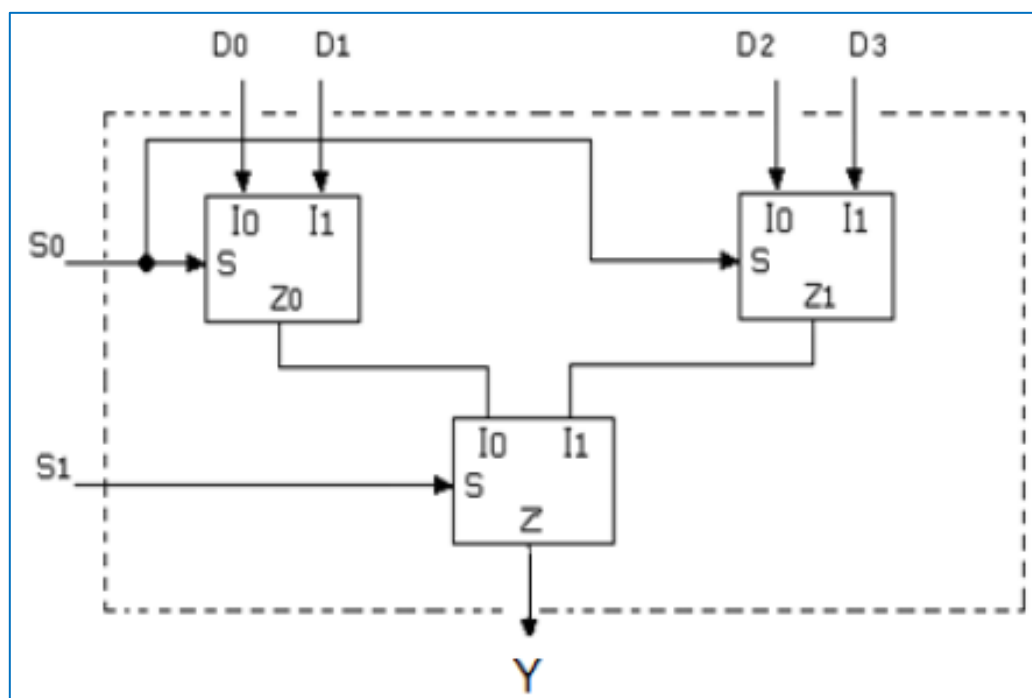 D0 D1 D2 D3
I0 I1 I0 I1
S0 S S
Z0 Z1
I0 I1
S1 S
Z
Y